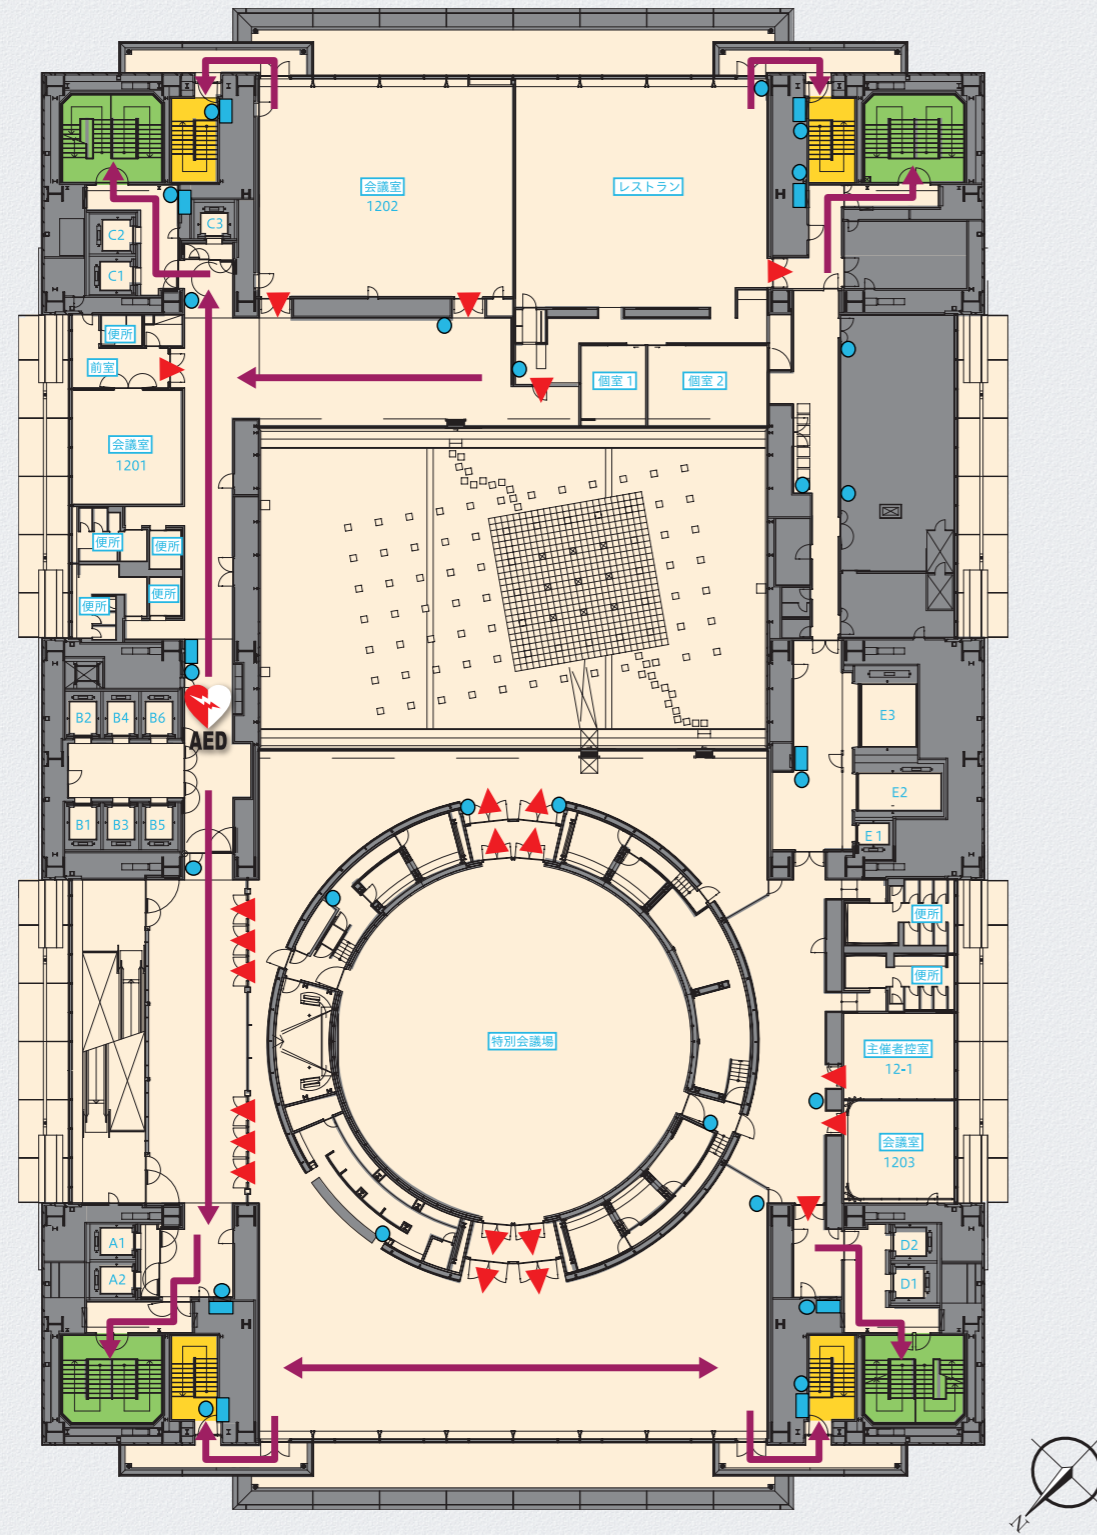 会議室
1202
レストラン
C3
C2
C1
便所
前室
個室 1
個室 2
会議室
1201
便所
便所
便所
便所
B2
B4
B6
AED
B1
B3
B5
E3
E2
E1
便所
便所
特別会議場
主催者控室
12-1
会議室
1203
A1
A2
D2
D1
N